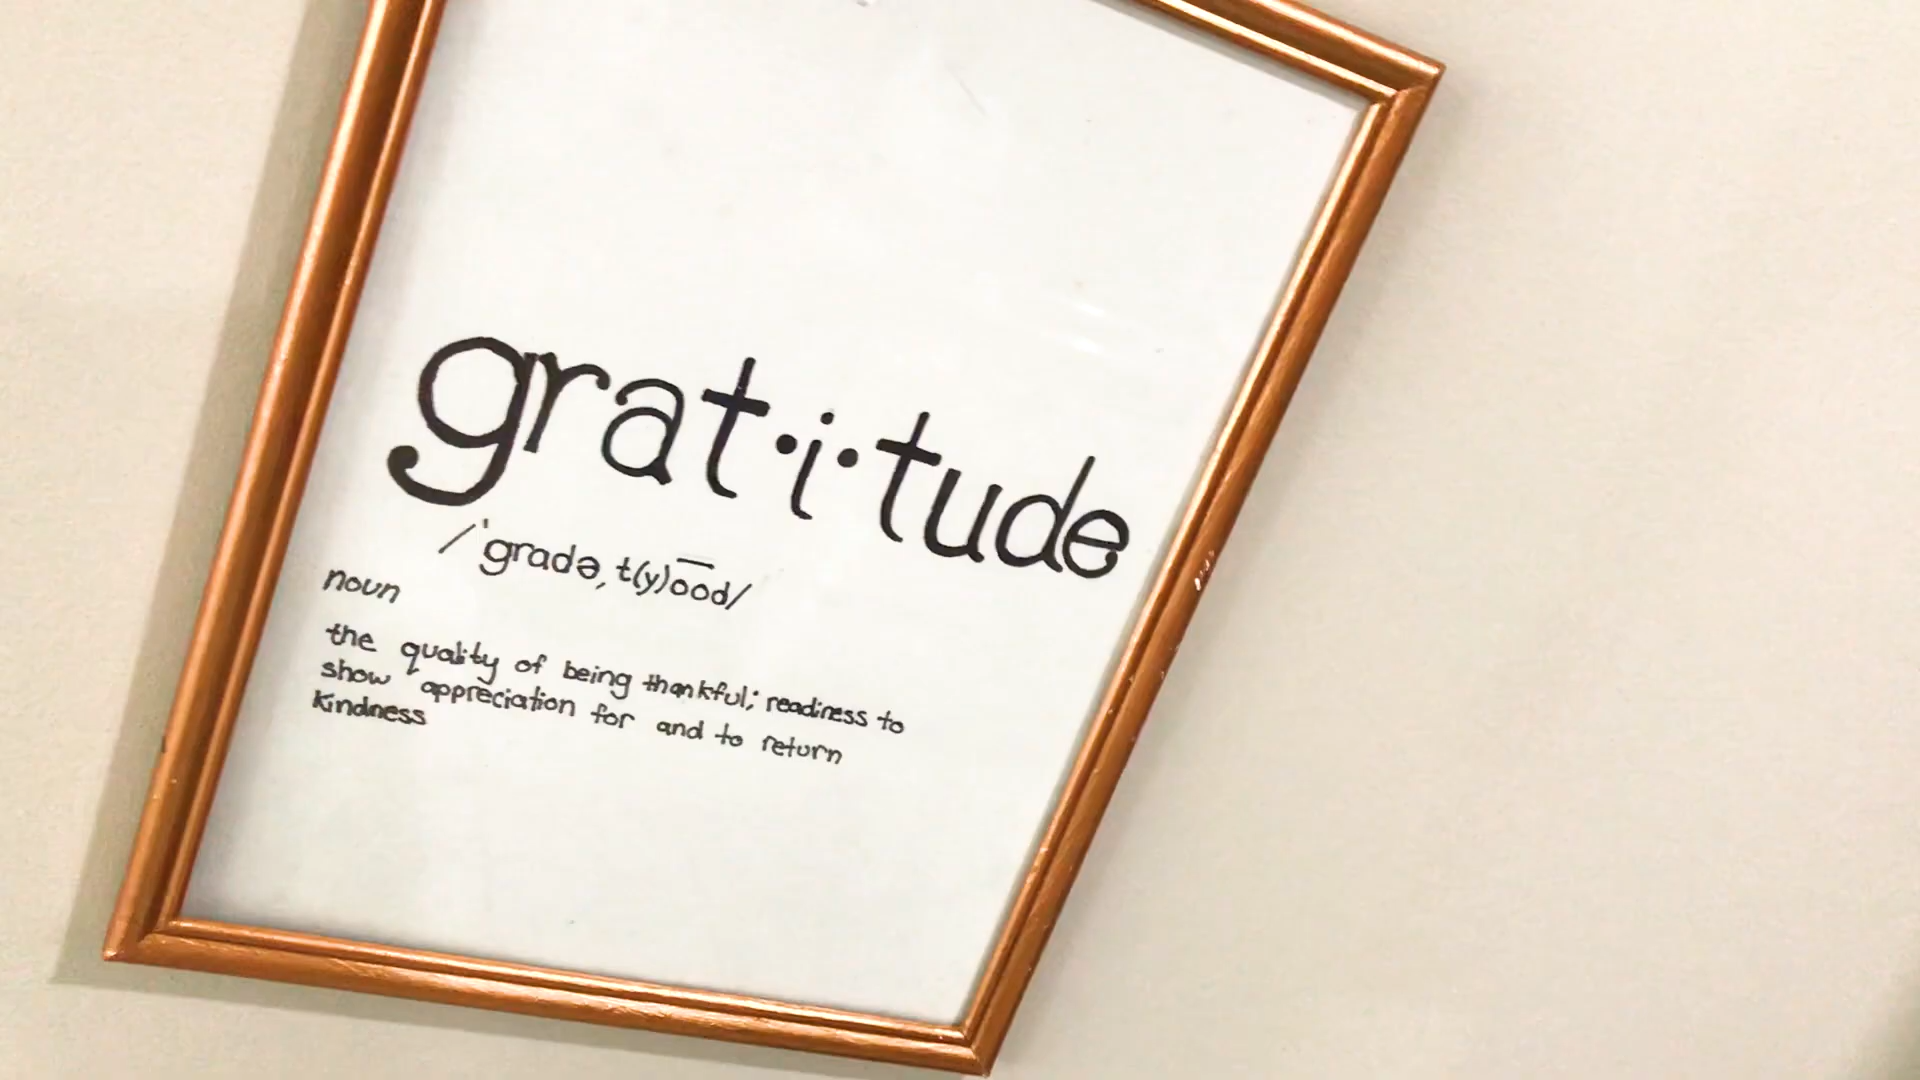 grat·i·tude
/ˈgradə,t(y)o͞od/
noun
the quality of being thankful; readiness to
show appreciation for and to return
kindness